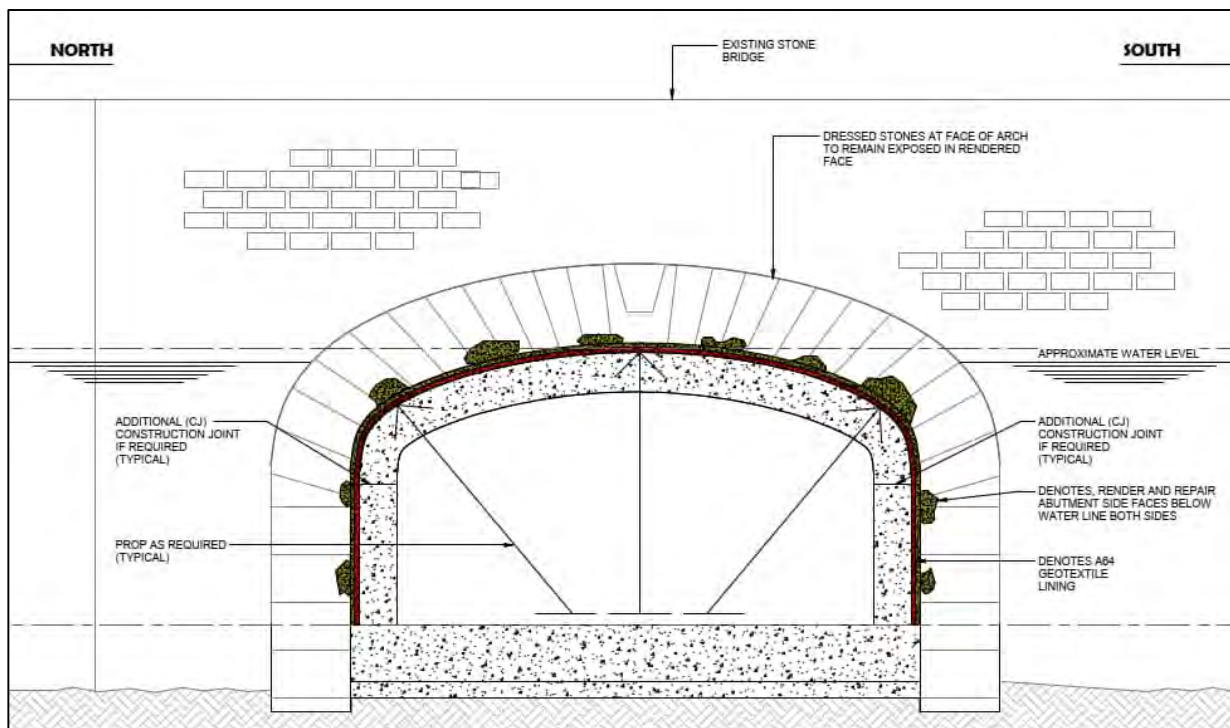 NORTH
EXISTING STONE
BRIDGE
SOUTH
DRESSED STONES AT FACE OF ARCH
TO REMAIN EXPOSED IN RENDERED
FACE
APPROXIMATE WATER LEVEL
ADDITIONAL (CJ)
CONSTRUCTION JOINT
IF REQUIRED
(TYPICAL)
ADDITIONAL (CJ)
CONSTRUCTION JOINT
IF REQUIRED
(TYPICAL)
DENOTES, RENDER AND REPAIR
ABUTMENT SIDE FACES BELOW
WATER LINE BOTH SIDES
PROP AS REQUIRED
(TYPICAL)
DENOTES A64
GEOTEXTILE
LINING